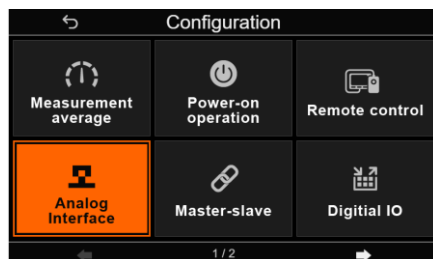 Configuration
Measurement
average
Power-on
operation
Remote control
Analog
Interface
Master-slave
Digitial IO
1/2